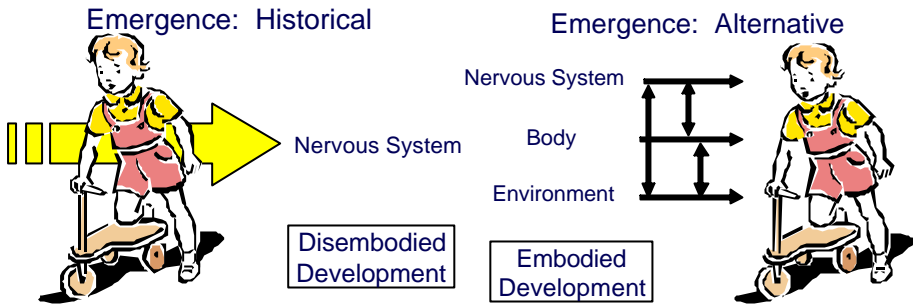 Emergence: Historical
Nervous System
Disembodied
Development
Emergence: Alternative
Nervous System
Body
Environment
Embodied
Development